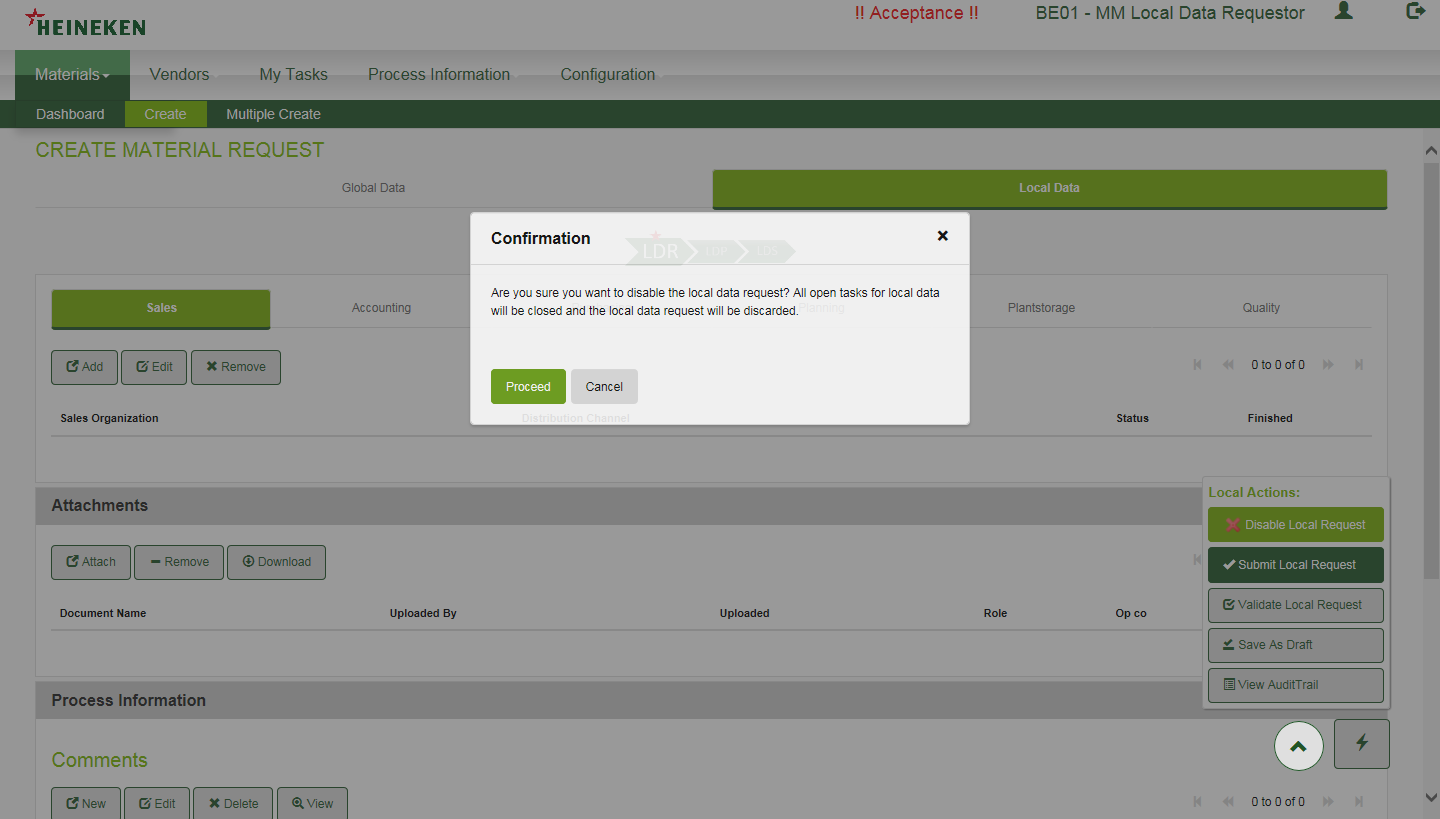 HEINEKEN
!! Acceptance !!
BE01 - MM Local Data Requestor
Materials
Vendors
My Tasks
Process Information
Configuration
Dashboard
Create
Multiple Create
CREATE MATERIAL REQUEST
Global Data
Local Data
Confirmation
LDR
LDP
LDS
Are you sure you want to disable the local data request? All open tasks for local data
will be closed and the local data request will be discarded.
Proceed
Cancel
Sales
Accounting
Planning
Plantstorage
Quality
Add
Edit
Remove
0 to 0 of 0
Sales Organization
Distribution Channel
Status
Finished
Attachments
Attach
Remove
Download
Document Name
Uploaded By
Uploaded
Role
Op co
Local Actions:
Disable Local Request
Submit Local Request
Validate Local Request
Save As Draft
View AuditTrail
Process Information
Comments
New
Edit
Delete
View
0 to 0 of 0